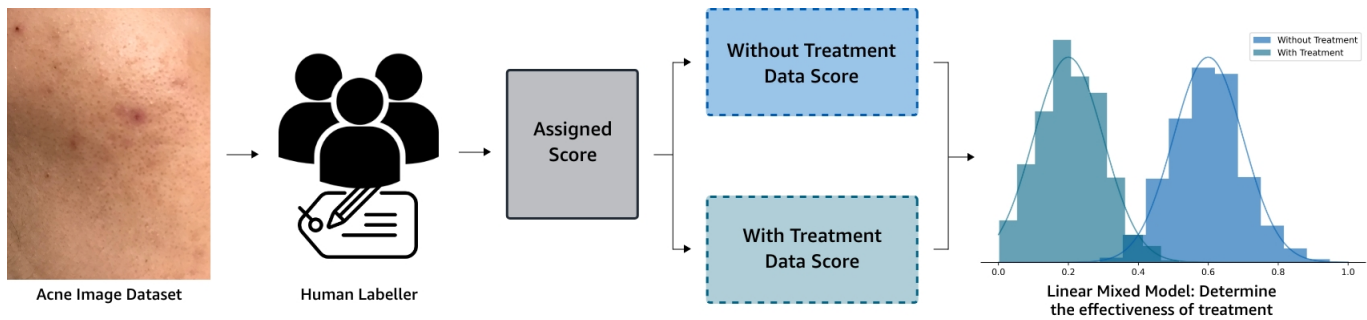 Acne Image Dataset
Human Labeller
Assigned
Score
Without Treatment
Data Score
With Treatment
Data Score
Without Treatment
With Treatment
0.0
0.2
0.4
0.6
0.8
1.0
Linear Mixed Model: Determine
the effectiveness of treatment